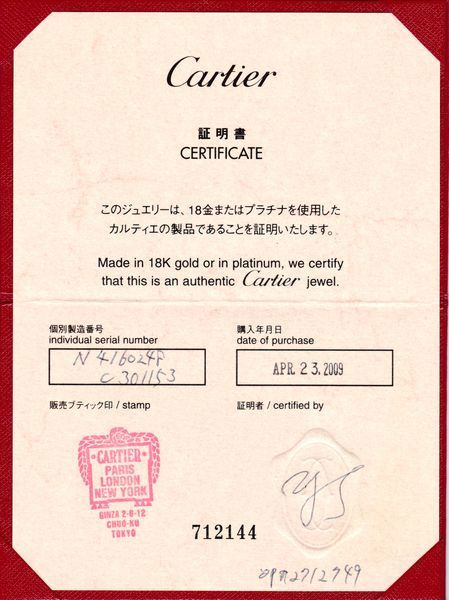 Cartier
証明書
CERTIFICATE
このジュエリーは、18金またはプラチナを使用した
カルティエの製品であることを証明いたします。
Made in 18K gold or in platinum, we certify
that this is an authentic Cartier jewel.
個別製造番号
individual serial number
C 301153
購入年月日
date of purchase
APR. 23.2009
販売ブティック印 / stamp
CARTIER
PARIS
LONDON
NEW YORK
GINZA 2-6-12
CHUO-KU
TOKYO
証明者 / certified by
712144